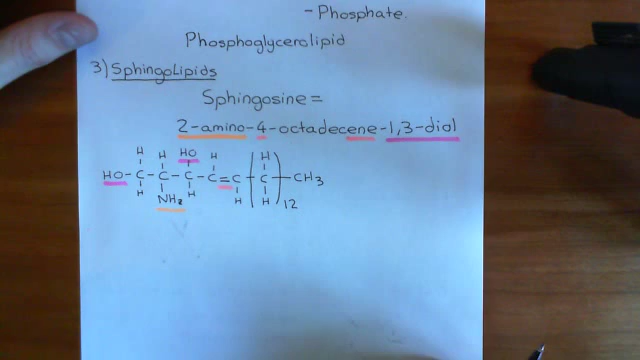 - Phosphate.
Phosphoglycerolipid
3) Sphingolipids
Sphingosine =
2-amino-4-octadecene-1,3-diol
H H HO H H
HO-C-C-C-C=C-(C)-CH3
H NH2 H H H 12